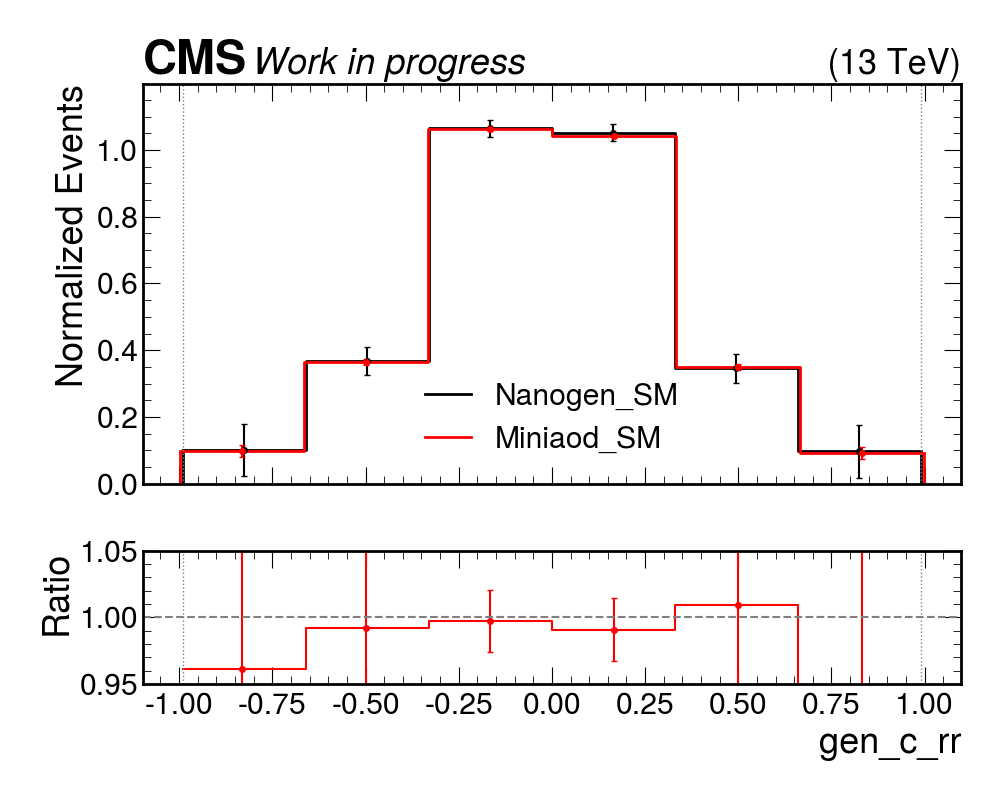 CMS Work in progress (13 TeV)
Normalized Events
1.0
0.8
0.6
0.4
0.2
0.0
Nanogen_SM
Miniaod_SM
Ratio
1.05
1.00
0.95
-1.00 -0.75 -0.50 -0.25 0.00 0.25 0.50 0.75 1.00
gen_c_rr